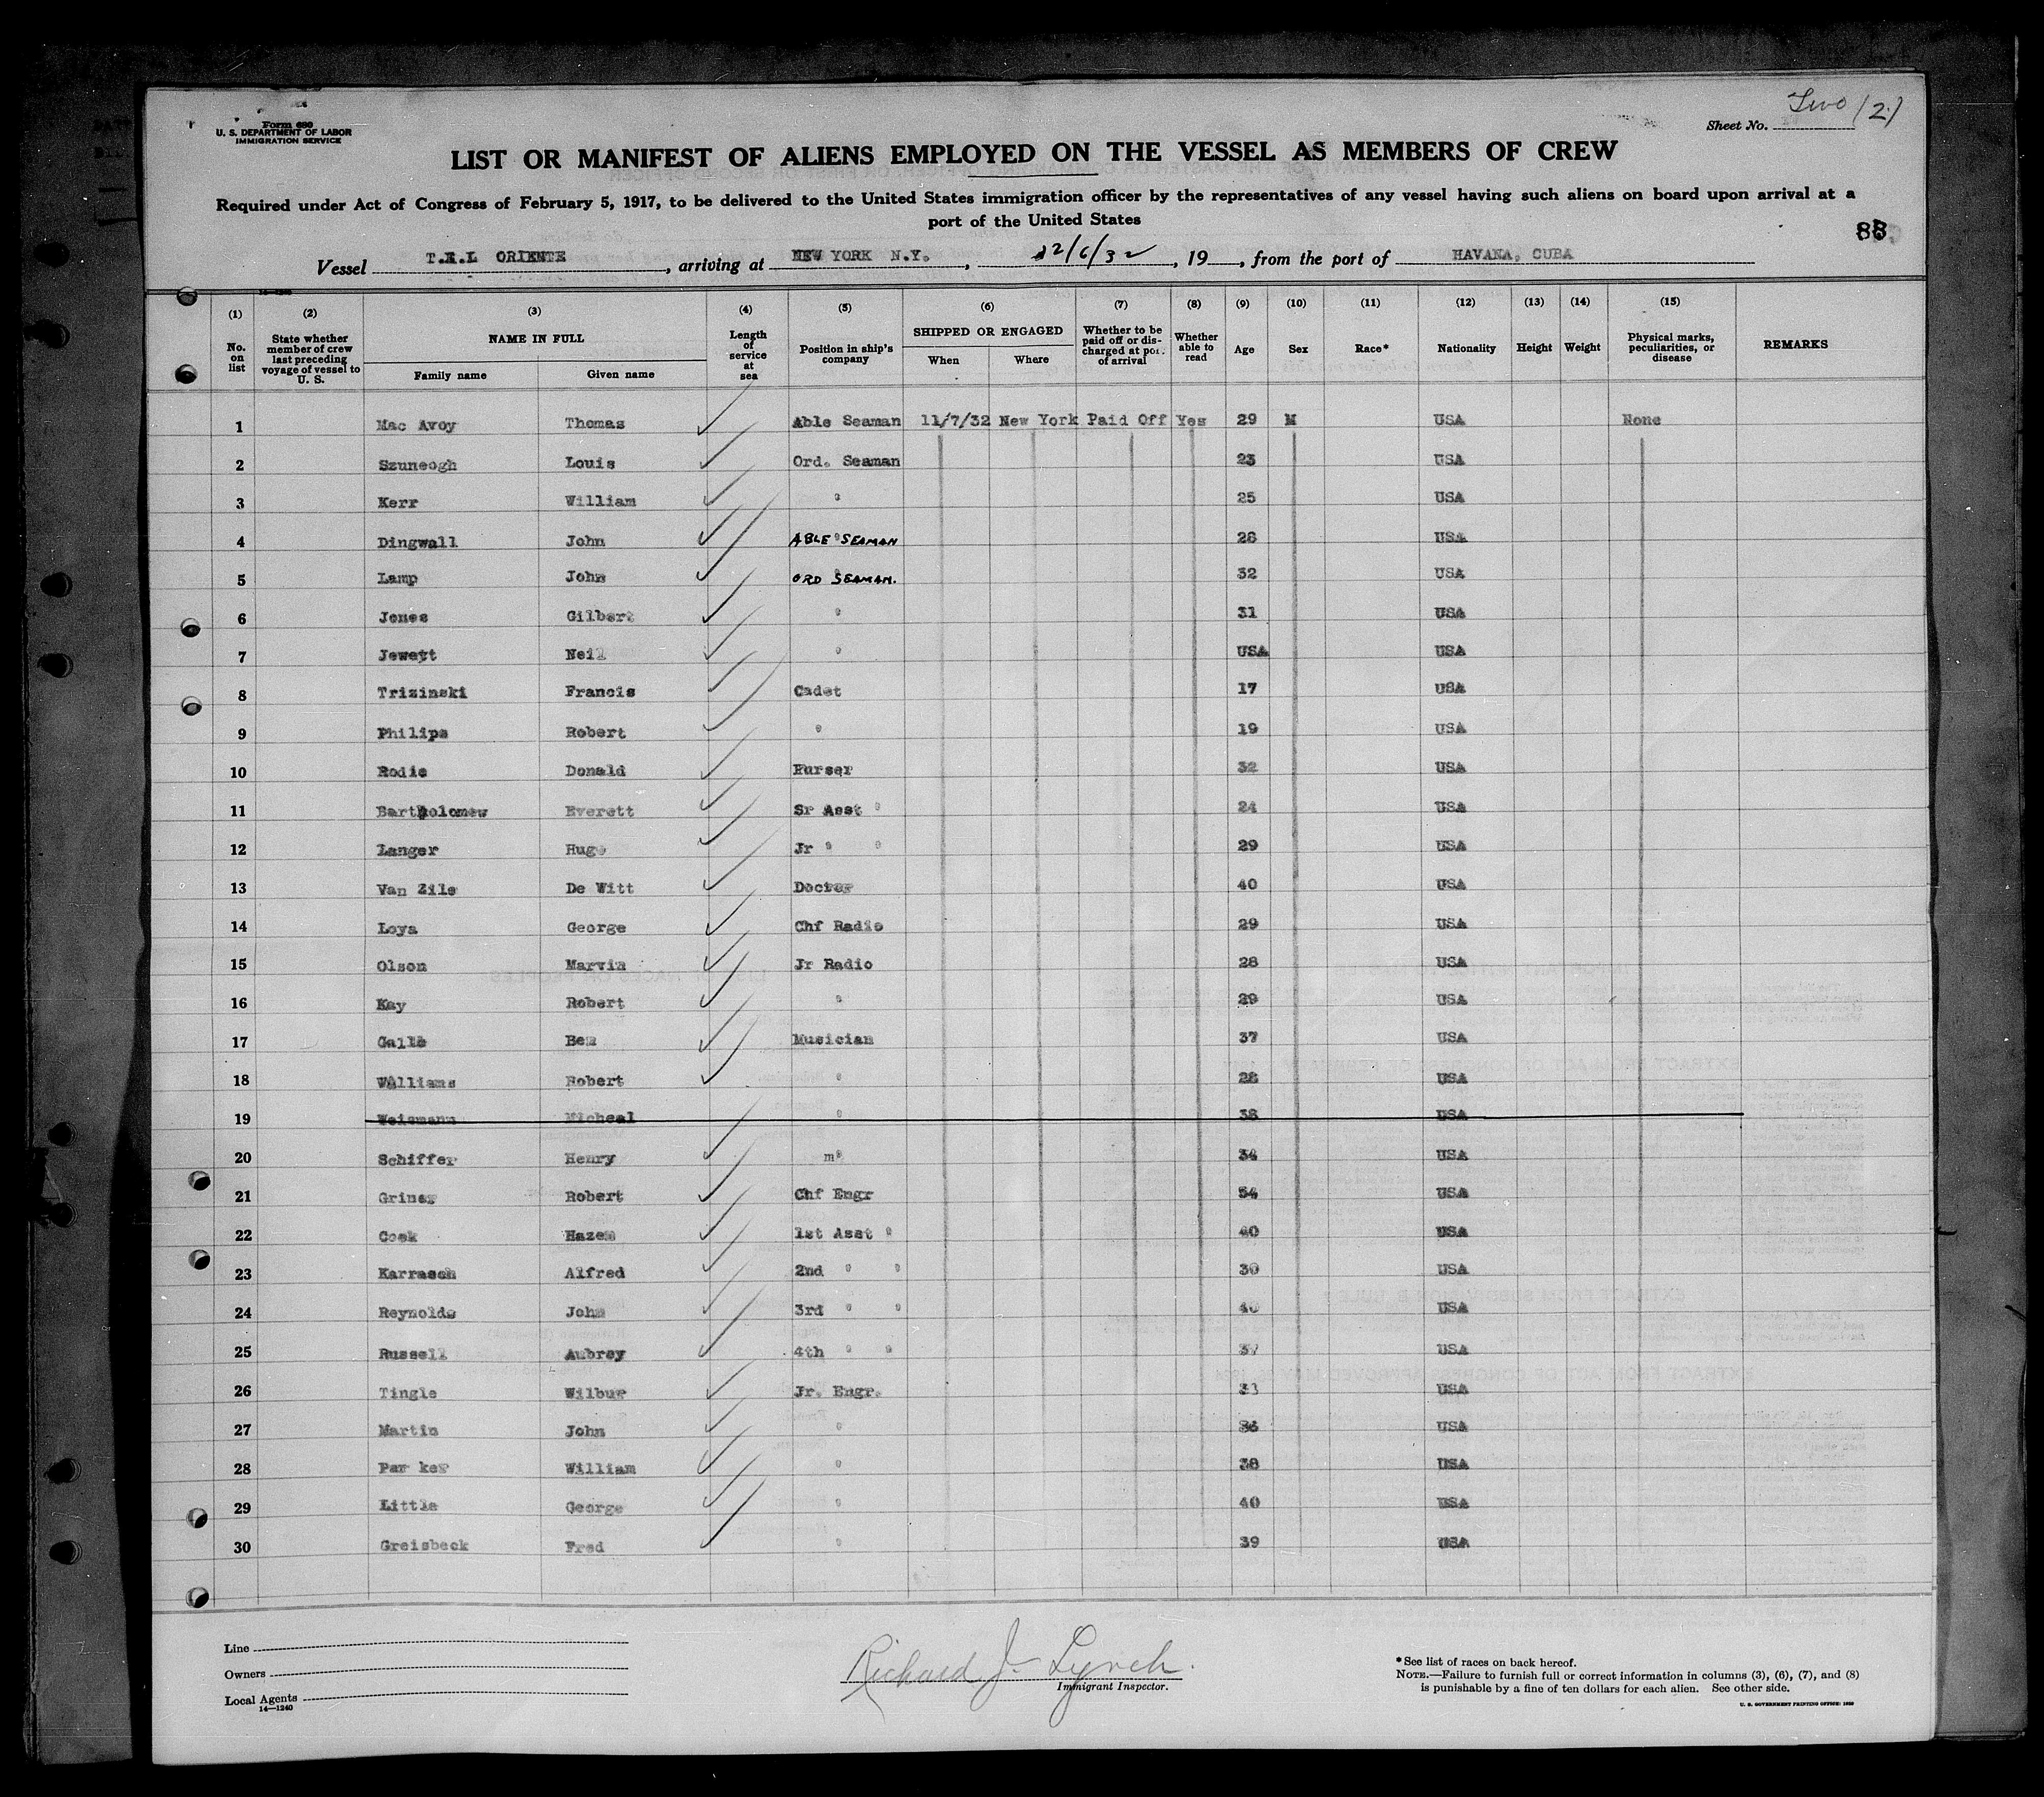 Two (2)
Form 680
U. S. DEPARTMENT OF LABOR
IMMIGRATION SERVICE
Sheet No.
LIST OR MANIFEST OF ALIENS EMPLOYED ON THE VESSEL AS MEMBERS OF CREW
Required under Act of Congress of February 5, 1917, to be delivered to the United States immigration officer by the representatives of any vessel having such aliens on board upon arrival at a
port of the United States
Vessel T.E.L ORIENTE, arriving at NEW YORK N.Y., 12/6/32, 19, from the port of HAVANA, CUBA
(1) (2) (3) (4) (5) (6) (7) (8) (9) (10) (11) (12) (13) (14) (15)
No. on list State whether member of crew last preceding voyage of vessel to U. S. NAME IN FULL Length of service at sea Position in ship's company SHIPPED OR ENGAGED Whether to be paid off or discharged at port of arrival Whether able to read Age Sex Race* Nationality Height Weight Physical marks, peculiarities, or disease REMARKS
Family name Given name When Where
1 Mac Avoy Thomas Able Seaman 11/7/32 New York Paid Off Yes 29 M USA None
2 Szuneogh Louis Ord. Seaman 23 USA
3 Kerr William " 25 USA
4 Dingwall John ABLE SEAMAN 28 USA
5 Lamp John ORD SEAMAN. 32 USA
6 Jones Gilbert " 31 USA
7 Jewett Neil " USA USA
8 Trizinski Francis Cadet 17 USA
9 Philips Robert " 19 USA
10 Rodie Donald Purser 32 USA
11 Bartholomew Everett Sr Asst " 24 USA
12 Langer Hugo Jr " " 29 USA
13 Van Zile De Witt Doctor 40 USA
14 Loya George Chf Radio 29 USA
15 Olson Marvin Jr Radio 28 USA
16 Kay Robert " 29 USA
17 Galle Ben Musician 37 USA
18 Williams Robert " 28 USA
19 Weismann Micheal " 38 USA
20 Schiffer Henry m" 34 USA
21 Griner Robert Chf Engr 54 USA
22 Cook Hazem 1st Asst " 40 USA
23 Karrasch Alfred 2nd " " 30 USA
24 Reynolds John 3rd " " 40 USA
25 Russell Aubrey 4th " " 37 USA
26 Tingle Wilbur Jr. Engr. 33 USA
27 Martin John " 36 USA
28 Par ker William " 38 USA
29 Little George " 40 USA
30 Greisbeck Fred " 39 USA
Line
Owners
Local Agents
14—1240
Richard J. Lynch.
Immigrant Inspector.
*See list of races on back hereof.
NOTE.—Failure to furnish full or correct information in columns (3), (6), (7), and (8)
is punishable by a fine of ten dollars for each alien. See other side.
U. S. GOVERNMENT PRINTING OFFICE: